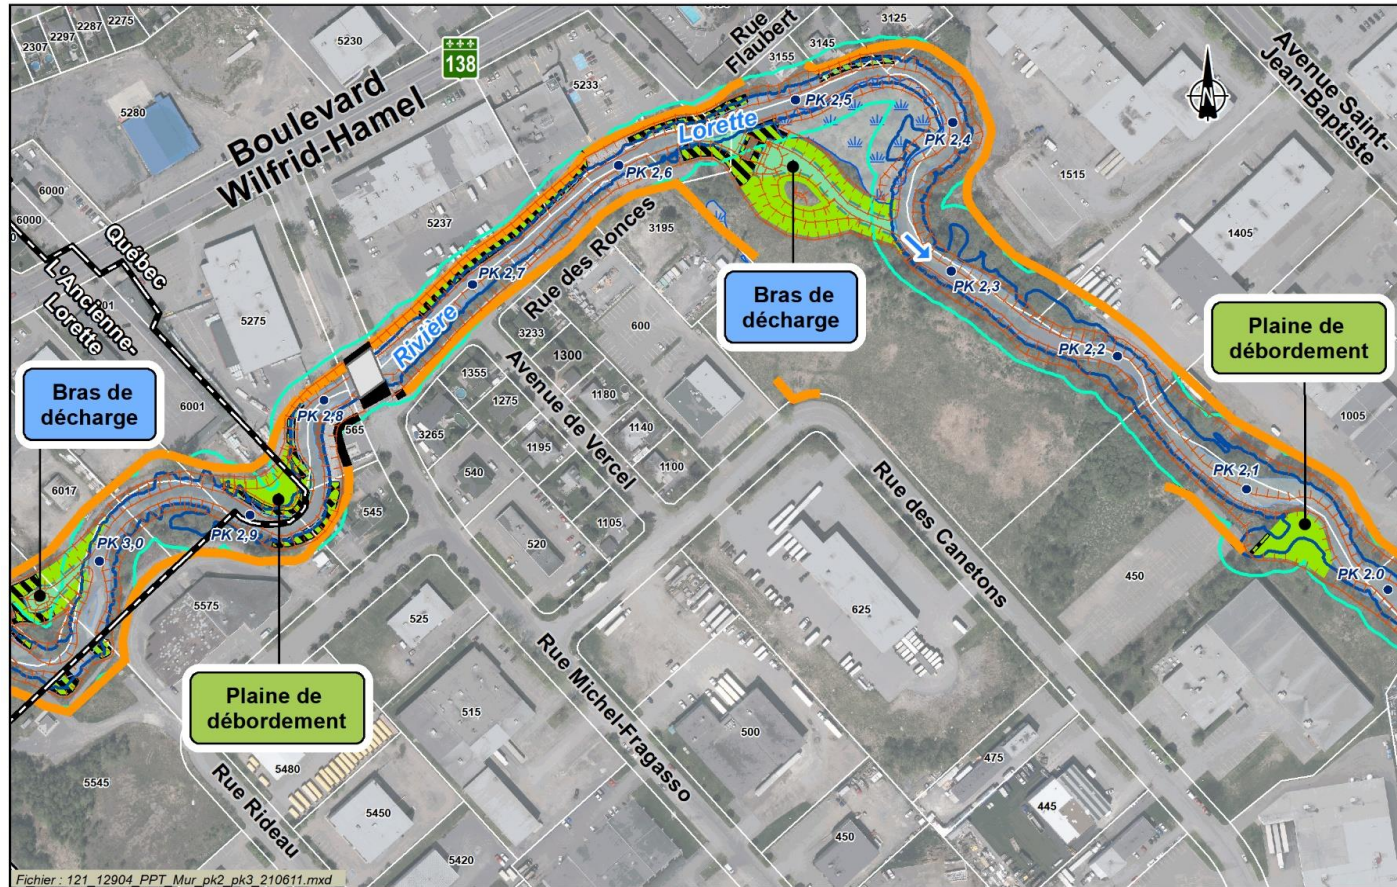 2307
2297
2287
2275
5230
138
Rue
Flaubert
3125
3145
3155
Avenue Saint-
Jean-Baptiste
5280
Boulevard
Wilfrid-Hamel
5233
Lorette
PK 2,5
PK 2,4
PK 2,6
1515
1405
6000
6000
Québec
L'Ancienne-
Lorette
5237
3195
Rue des Ronces
PK 2,7
PK 2,3
Bras de
décharge
Plaine de
débordement
5275
Rivière
3233
600
1300
PK 2,2
Bras de
décharge
6001
PK 2,8
565
1355
1275
1180
Avenue de Vercel
3265
1195
1140
1100
1005
6017
540
PK 2,1
545
PK 2,9
PK 3,0
520
1105
Rue des Canetons
450
PK 2.0
5575
525
625
Plaine de
débordement
Rue Michel-Fragasso
515
500
475
5545
5480
Rue Rideau
5450
445
450
5420
Fichier : 121_12904_PPT_Mur_pk2_pk3_210611.mxd